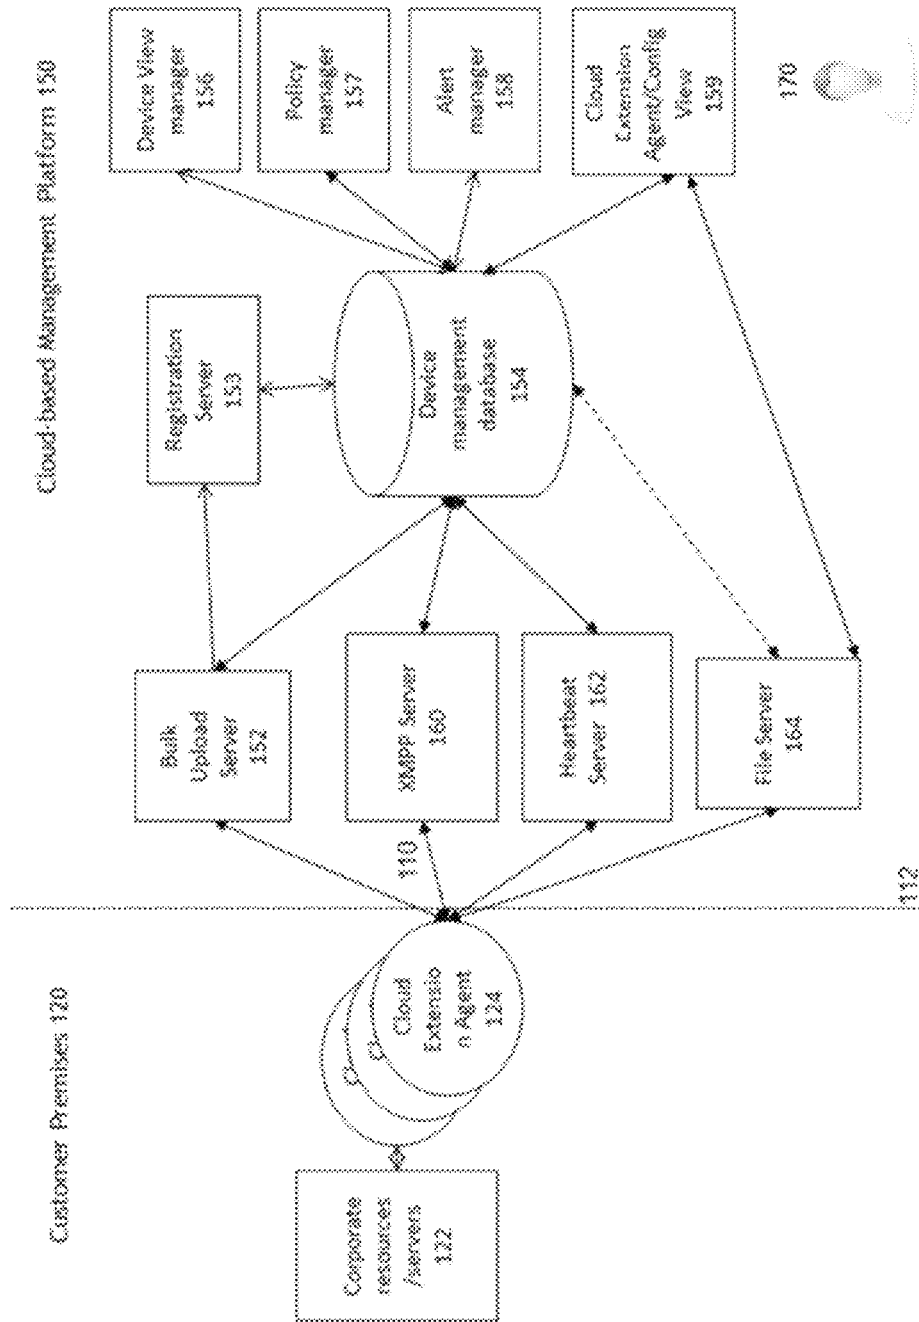 Customer Premises 120
Cloud-based Management Platform 150
Corporate
resources
/servers
122
Cl
Cl
Cloud
Extensio
n Agent
124
110
112
Bulk
Upload
Server
152
XMPP Server
160
Heartbeat
Server 162
File Server
164
Registration
Server
153
Device
management
database
154
Device View
manager
156
Policy
manager
157
Alert
manager
158
Cloud
Extension
Agent/Config
View
159
170